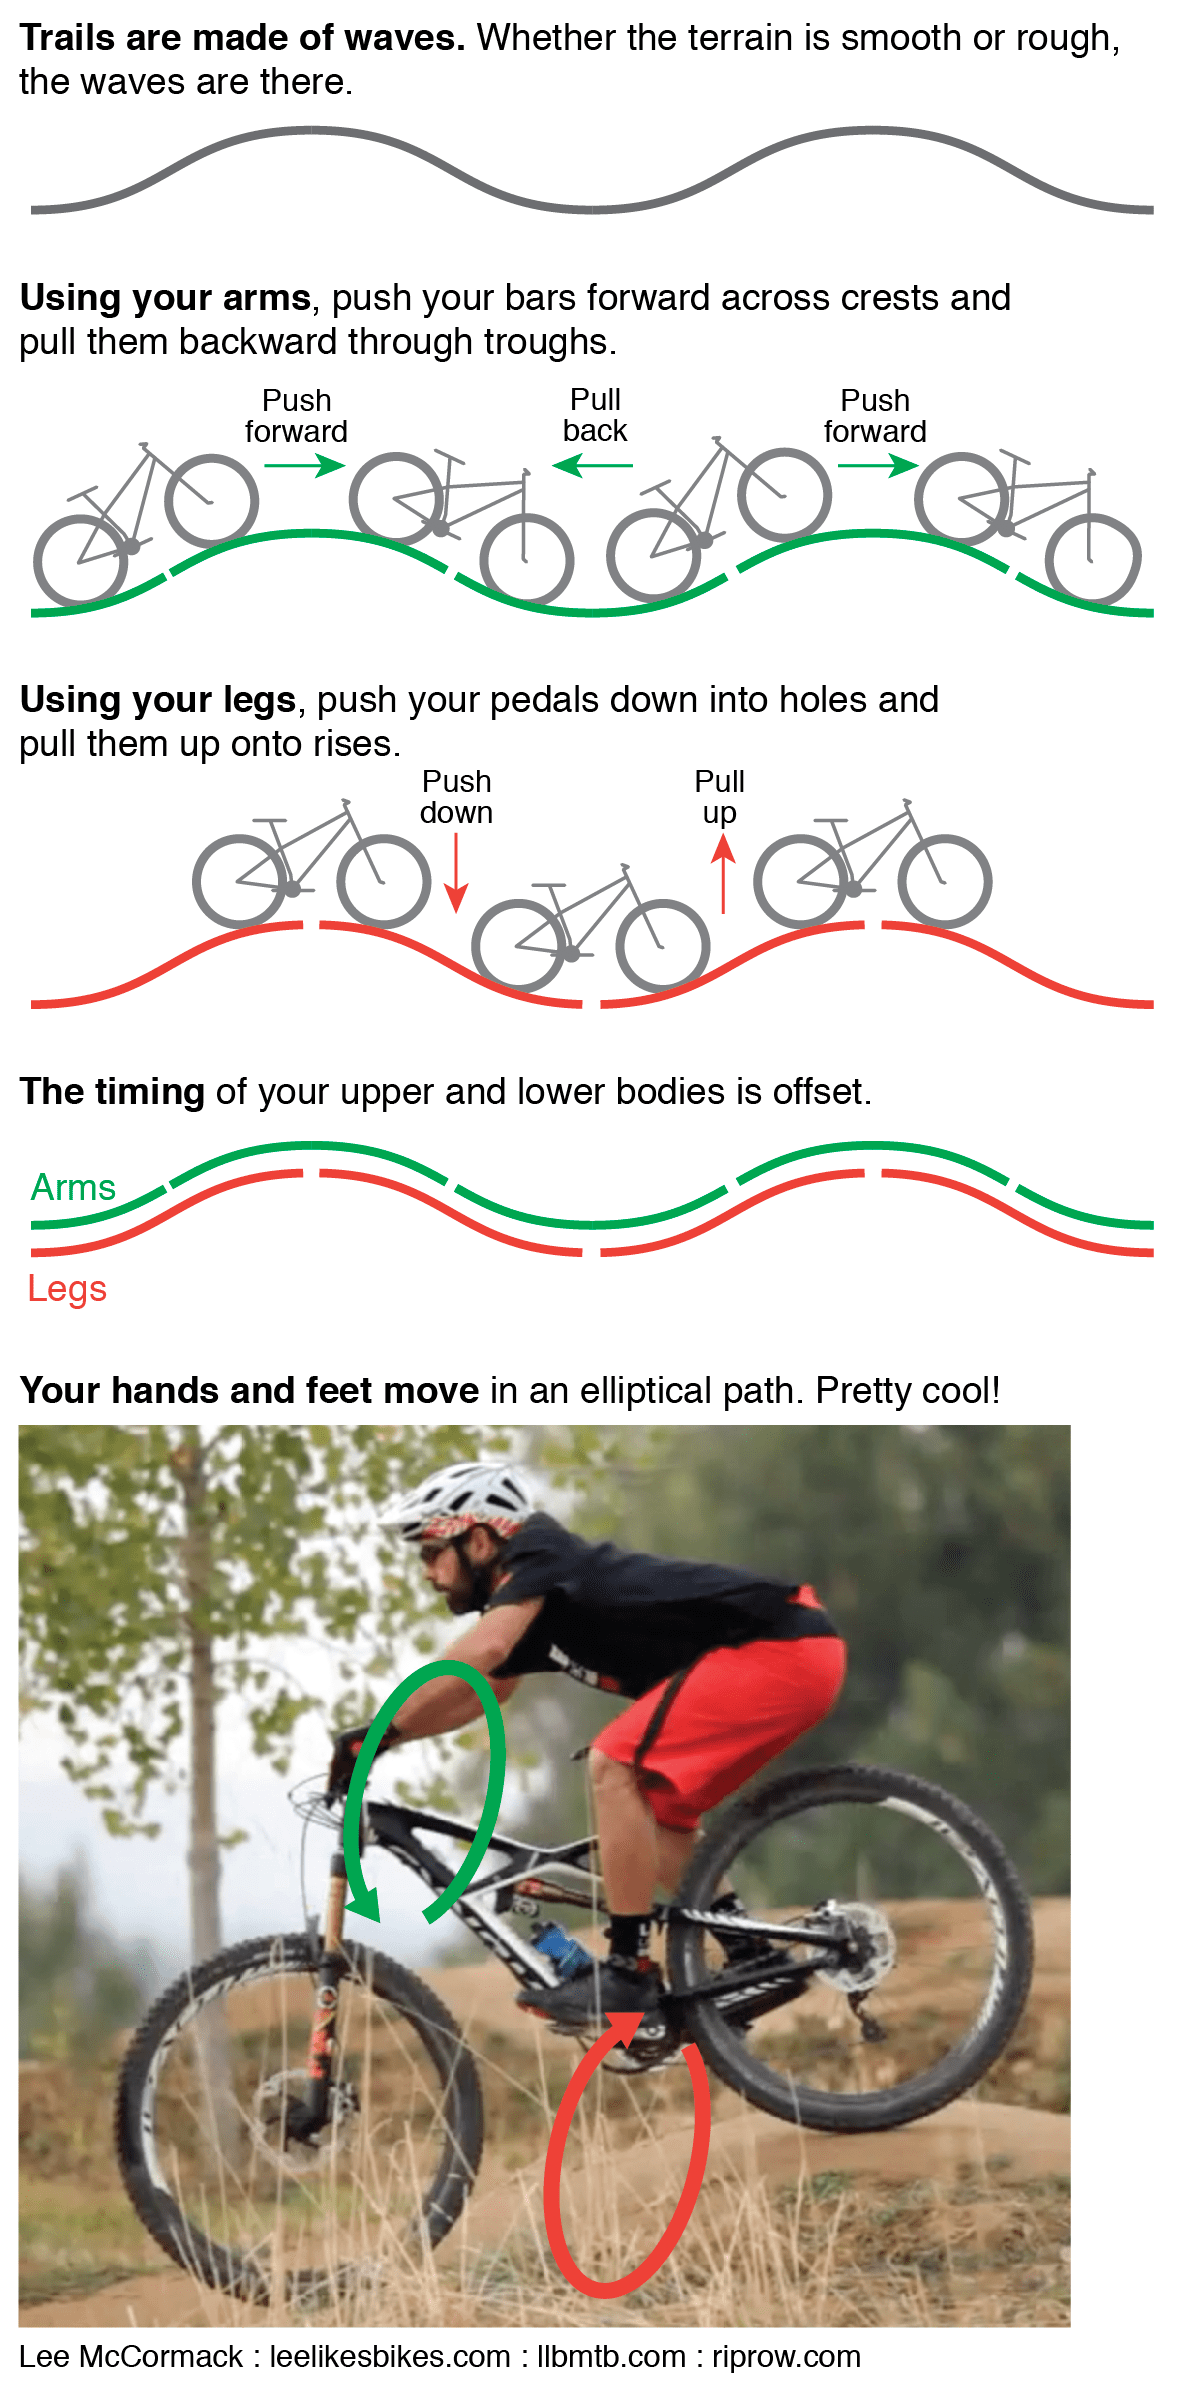 Trails are made of waves. Whether the terrain is smooth or rough,
the waves are there.
Using your arms, push your bars forward across crests and
pull them backward through troughs.
Push
forward
Pull
back
Push
forward
Using your legs, push your pedals down into holes and
pull them up onto rises.
Push
down
Pull
up
The timing of your upper and lower bodies is offset.
Arms
Legs
Your hands and feet move in an elliptical path. Pretty cool!
Lee McCormack : leelikesbikes.com : llbmtb.com : riprow.com